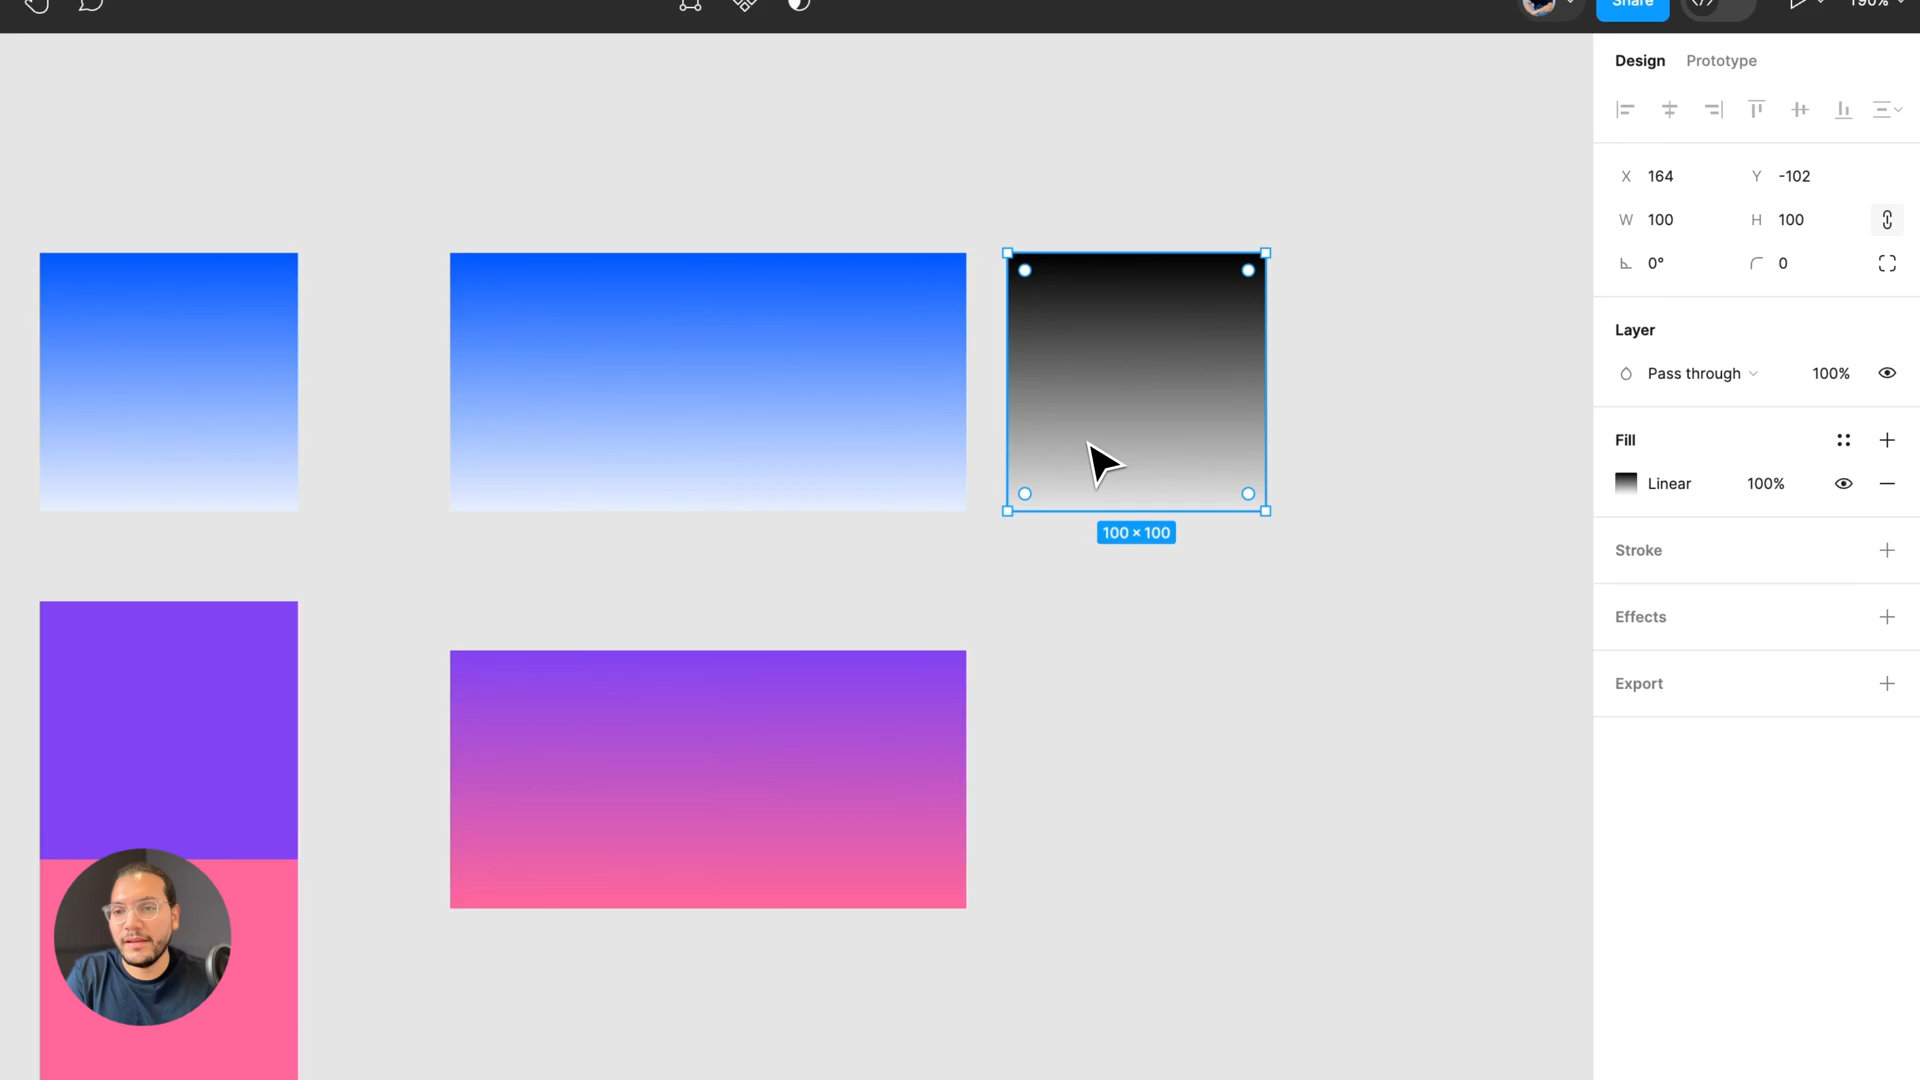 Share
190%
Design Prototype
X 164 Y -102
W 100 H 100
0° 0
Layer
Pass through 100%
Fill
Linear 100%
100 × 100
Stroke
Effects
Export